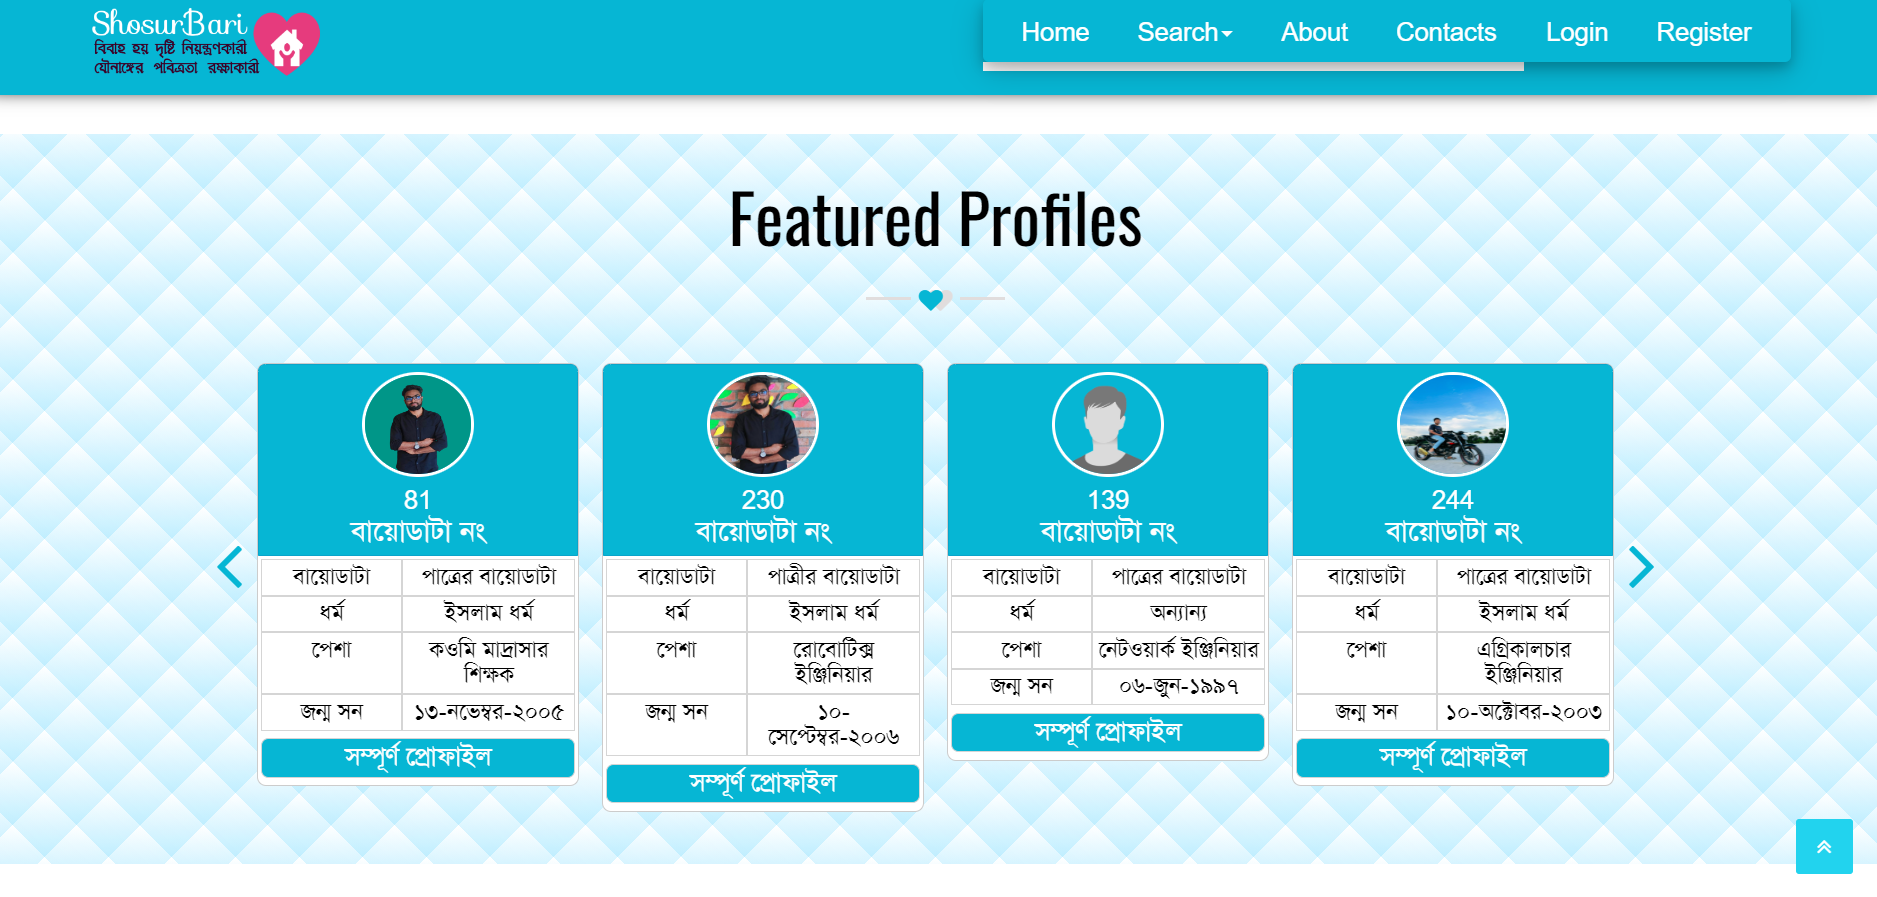 ShosurBari
বিবাহ হয় দৃষ্টি নিয়ন্ত্রণকারী
যৌনাঙ্গের পবিত্রতা রক্ষাকারী
Home Search About Contacts Login Register
Featured Profiles
81
বায়োডাটা নং
বায়োডাটা পাত্রের বায়োডাটা
ধর্ম ইসলাম ধর্ম
পেশা কওমি মাদ্রাসার
শিক্ষক
জন্ম সন ১৩-নভেম্বর-২০০৫
সম্পূর্ণ প্রোফাইল
230
বায়োডাটা নং
বায়োডাটা পাত্রীর বায়োডাটা
ধর্ম ইসলাম ধর্ম
পেশা রোবোটিক্স
ইঞ্জিনিয়ার
জন্ম সন ১০-
সেপ্টেম্বর-২০০৬
সম্পূর্ণ প্রোফাইল
139
বায়োডাটা নং
বায়োডাটা পাত্রের বায়োডাটা
ধর্ম অন্যান্য
পেশা নেটওয়ার্ক ইঞ্জিনিয়ার
জন্ম সন ০৬-জুন-১৯৯৭
সম্পূর্ণ প্রোফাইল
244
বায়োডাটা নং
বায়োডাটা পাত্রের বায়োডাটা
ধর্ম ইসলাম ধর্ম
পেশা এগ্রিকালচার
ইঞ্জিনিয়ার
জন্ম সন ১০-অক্টোবর-২০০৩
সম্পূর্ণ প্রোফাইল